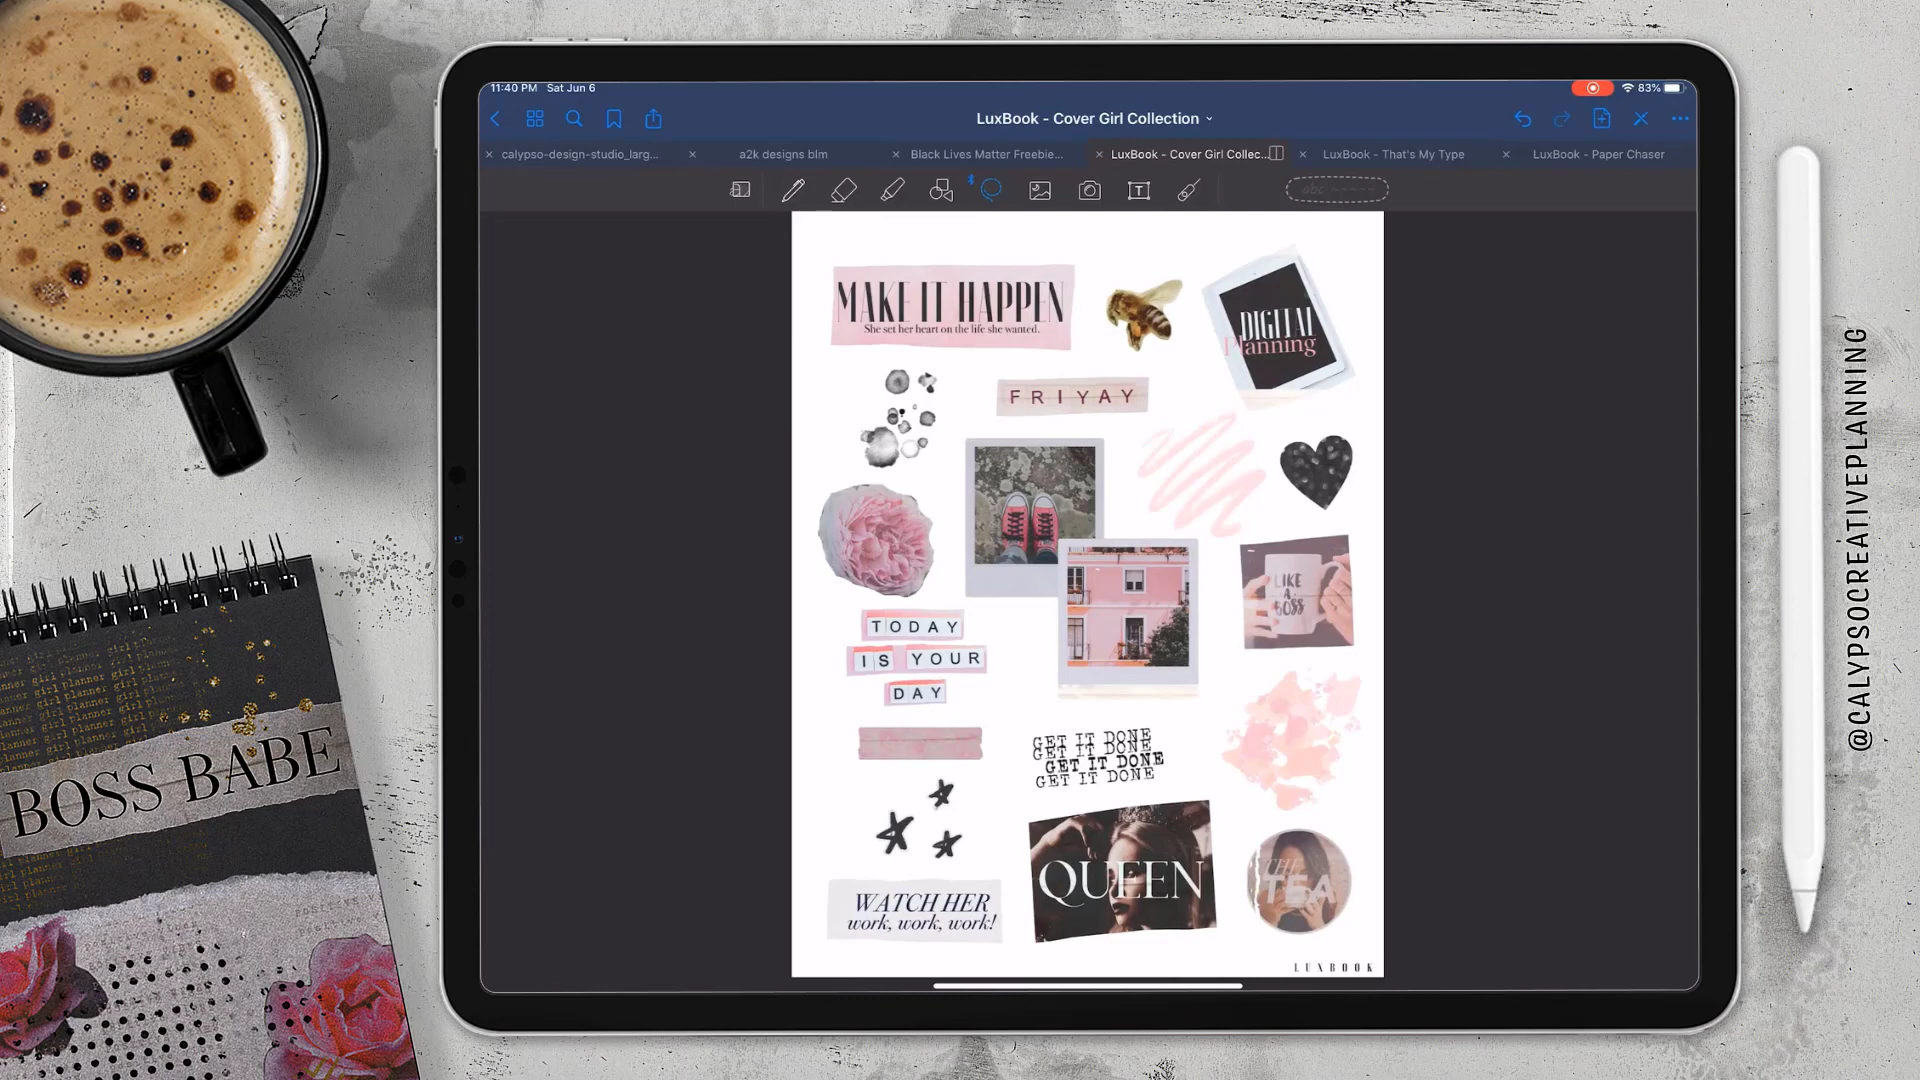 11:40 PM Sat Jun 6
83%
LuxBook - Cover Girl Collection
calypso-design-studio_larg...
a2k designs blm
Black Lives Matter Freebie...
LuxBook - Cover Girl Collec...
LuxBook - That's My Type
LuxBook - Paper Chaser
T
abc
MAKE IT HAPPEN
She set her heart on the life she wanted.
DIGITAL
Planning
FRIYAY
LIKE
A
BOSS
TODAY
IS YOUR
DAY
GET IT DONE
GET IT DONE
GET IT DONE
GET IT DONE
QUEEN
THE
TEA
WATCH HER
work, work, work!
LUXBOOK
BOSS BABE
@CALYPSOCREATIVEPLANNING